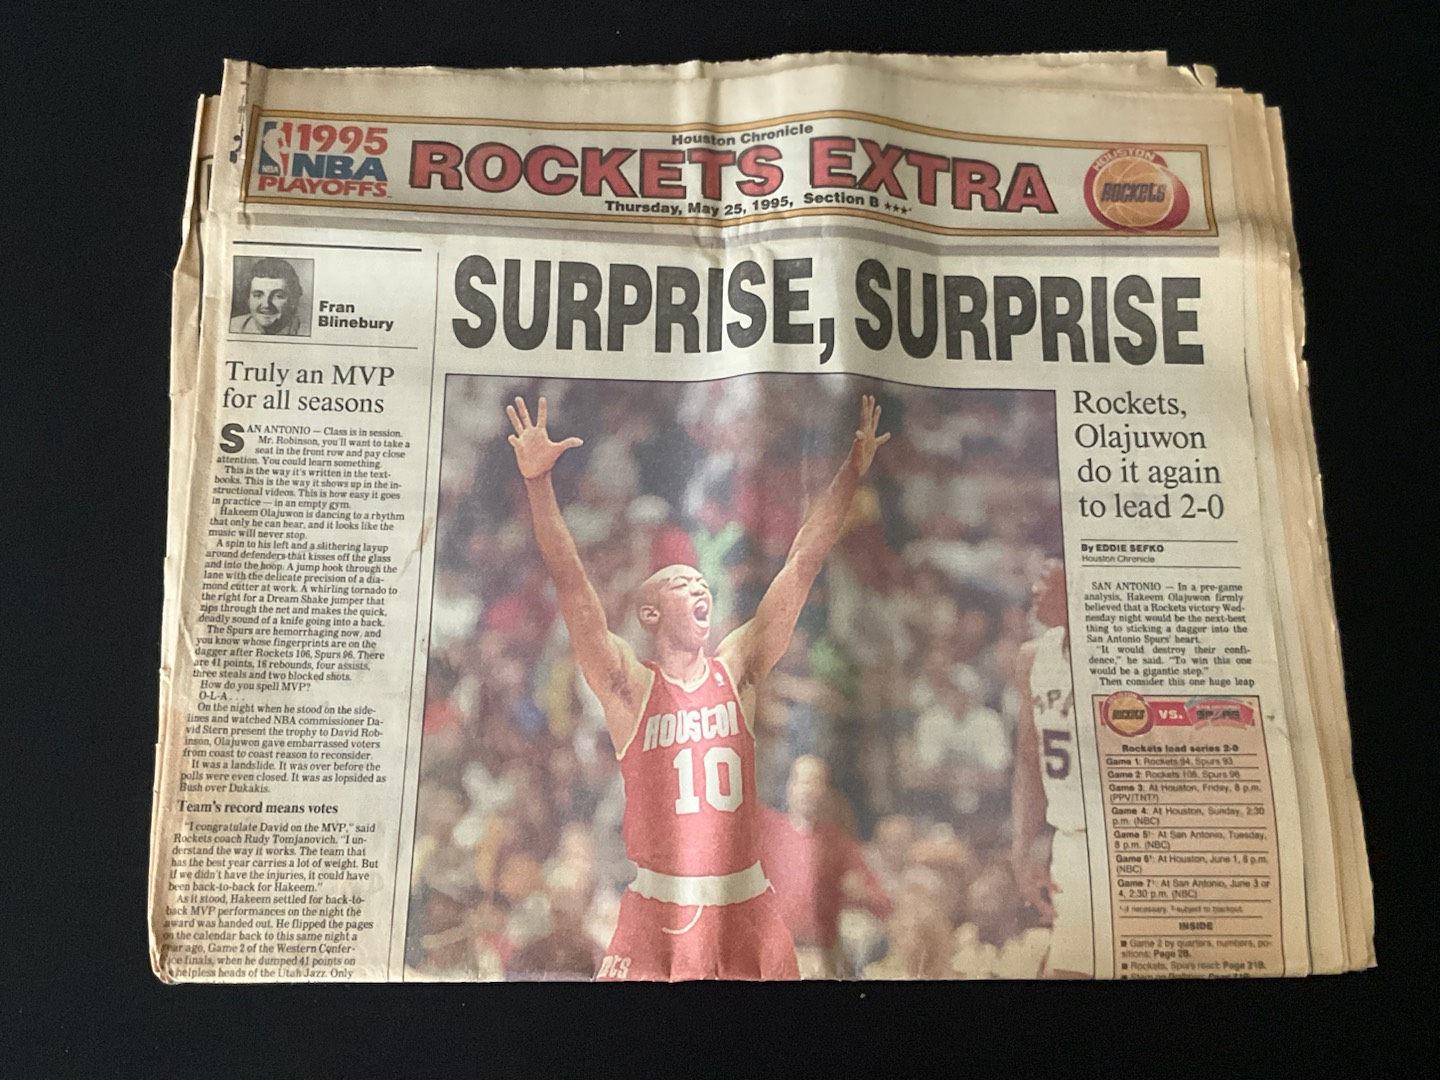 1995
NBA
PLAYOFFS
Houston Chronicle
ROCKETS EXTRA
Thursday, May 25, 1995, Section B ★★★
HOUSTON
ROCKETS
Fran
Blinebury
SURPRISE, SURPRISE
Truly an MVP
for all seasons
SAN ANTONIO — Class is in session.
Mr. Robinson, you'll want to take a
seat in the front row and pay close
attention. You could learn something.
This is the way it's written in the text-
books. This is the way it shows up in the in-
structional videos. This is how easy it goes
in practice — in an empty gym.
Hakeem Olajuwon is dancing to a rhythm
that only he can hear, and it looks like the
music will never stop.
A spin to his left and a slithering layup
around defenders that kisses off the glass
and into the hoop. A jump hook through the
lane with the delicate precision of a dia-
mond cutter at work. A whirling tornado to
the right for a Dream Shake jumper that
rips through the net and makes the quick,
deadly sound of a knife going into a back.
The Spurs are hemorrhaging now, and
you know whose fingerprints are on the
dagger after Rockets 106, Spurs 96. There
are 41 points, 16 rebounds, four assists,
three steals and two blocked shots.
How do you spell MVP?
O-L-A . . .
On the night when he stood on the side-
lines and watched NBA commissioner Da-
vid Stern present the trophy to David Rob-
inson, Olajuwon gave embarrassed voters
from coast to coast reason to reconsider.
It was a landslide. It was over before the
polls were even closed. It was as lopsided as
Bush over Dukakis.
Team's record means votes
"I congratulate David on the MVP," said
Rockets coach Rudy Tomjanovich. "I un-
derstand the way it works. The team that
has the best year carries a lot of weight. But
if we didn't have the injuries, it could have
been back-to-back for Hakeem."
As it stood, Hakeem settled for back-to-
back MVP performances on the night the
award was handed out. He flipped the pages
on the calendar back to this same night a
year ago, Game 2 of the Western Confer-
ence finals, when he dumped 41 points on
helpless heads of the Utah Jazz. Only
HOUSTON
10
5
Rockets,
Olajuwon
do it again
to lead 2-0
By EDDIE SEFKO
Houston Chronicle
SAN ANTONIO — In a pre-game
analysis, Hakeem Olajuwon firmly
believed that a Rockets victory Wed-
nesday night would be the next-best
thing to sticking a dagger into the
San Antonio Spurs' heart.
"It would destroy their confi-
dence," he said. "To win this one
would be a gigantic step."
Then consider this one huge leap
ROCKETS VS. SPURS
Rockets lead series 2-0
Game 1: Rockets 94, Spurs 93
Game 2: Rockets 106, Spurs 96
Game 3: At Houston, Friday, 8 p.m.
(PPV/TNT†)
Game 4: At Houston, Sunday, 2:30
p.m. (NBC)
Game 5*: At San Antonio, Tuesday,
8 p.m. (NBC)
Game 6*: At Houston, June 1, 8 p.m.
(NBC)
Game 7*: At San Antonio, June 3 or
4, 2:30 p.m. (NBC)
*-if necessary. †-subject to blackout.
INSIDE
■ Game 2 by quarters, numbers, po-
sitions; Page 2B.
■ Rockets, Spurs react; Page 21B.